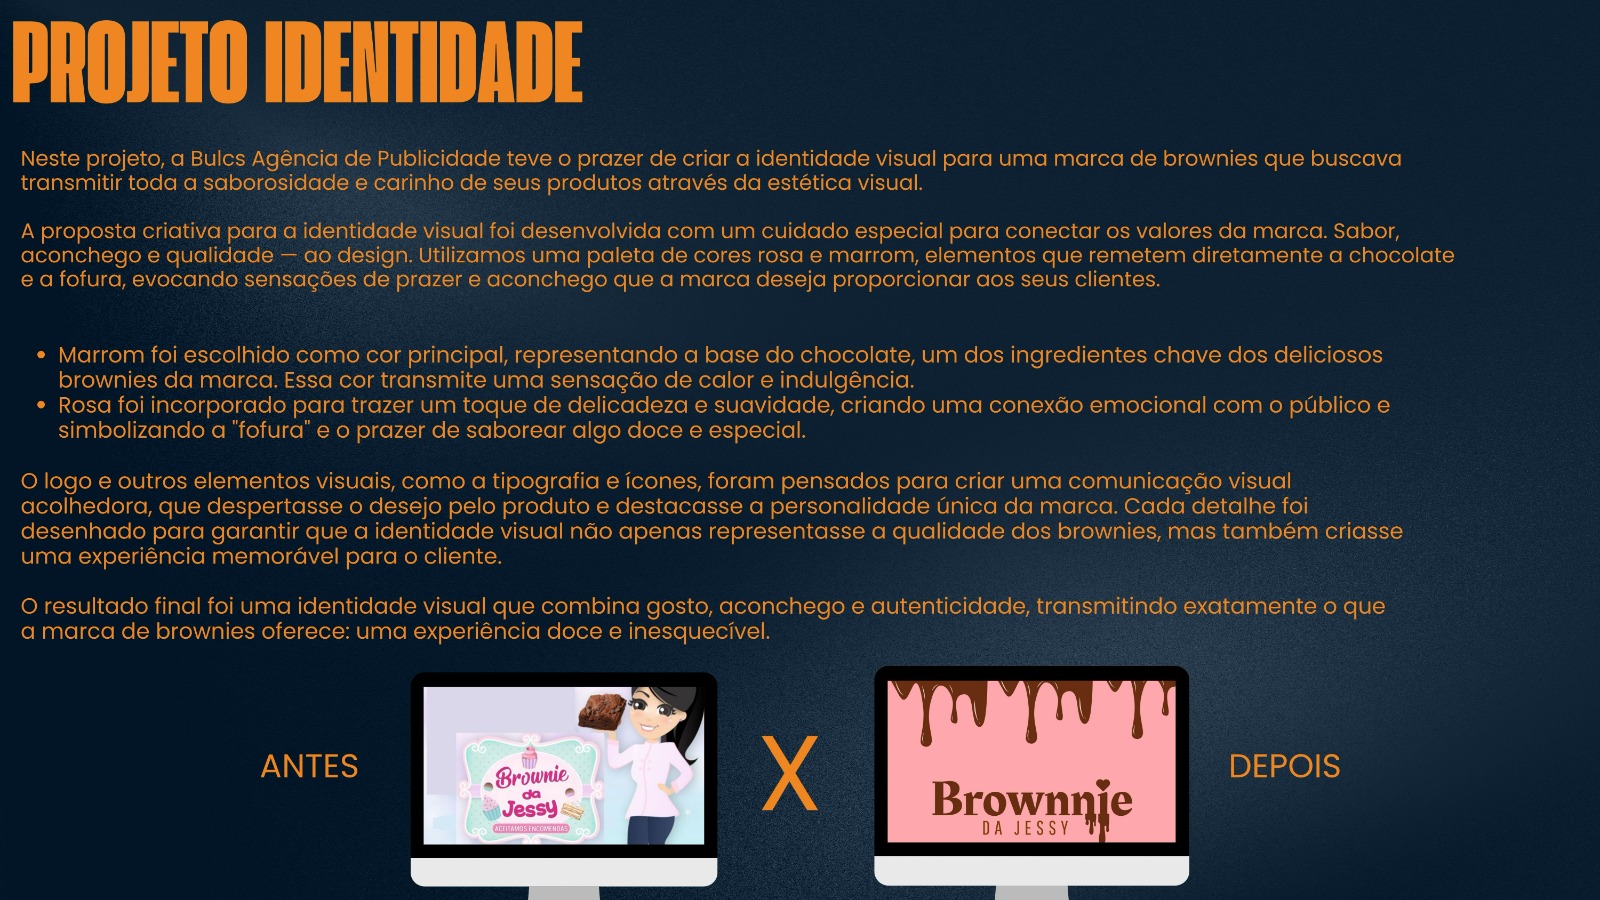 PROJETO IDENTIDADE
Neste projeto, a Bulcs Agência de Publicidade teve o prazer de criar a identidade visual para uma marca de brownies que buscava
transmitir toda a saborosidade e carinho de seus produtos através da estética visual.
A proposta criativa para a identidade visual foi desenvolvida com um cuidado especial para conectar os valores da marca. Sabor,
aconchego e qualidade — ao design. Utilizamos uma paleta de cores rosa e marrom, elementos que remetem diretamente a chocolate
e a fofura, evocando sensações de prazer e aconchego que a marca deseja proporcionar aos seus clientes.
• Marrom foi escolhido como cor principal, representando a base do chocolate, um dos ingredientes chave dos deliciosos
brownies da marca. Essa cor transmite uma sensação de calor e indulgência.
• Rosa foi incorporado para trazer um toque de delicadeza e suavidade, criando uma conexão emocional com o público e
simbolizando a "fofura" e o prazer de saborear algo doce e especial.
O logo e outros elementos visuais, como a tipografia e ícones, foram pensados para criar uma comunicação visual
acolhedora, que despertasse o desejo pelo produto e destacasse a personalidade única da marca. Cada detalhe foi
desenhado para garantir que a identidade visual não apenas representasse a qualidade dos brownies, mas também criasse
uma experiência memorável para o cliente.
O resultado final foi uma identidade visual que combina gosto, aconchego e autenticidade, transmitindo exatamente o que
a marca de brownies oferece: uma experiência doce e inesquecível.
ANTES
Brownie
da
Jessy
ACEITAMOS ENCOMENDAS
X
Brownnie
DA JESSY
DEPOIS